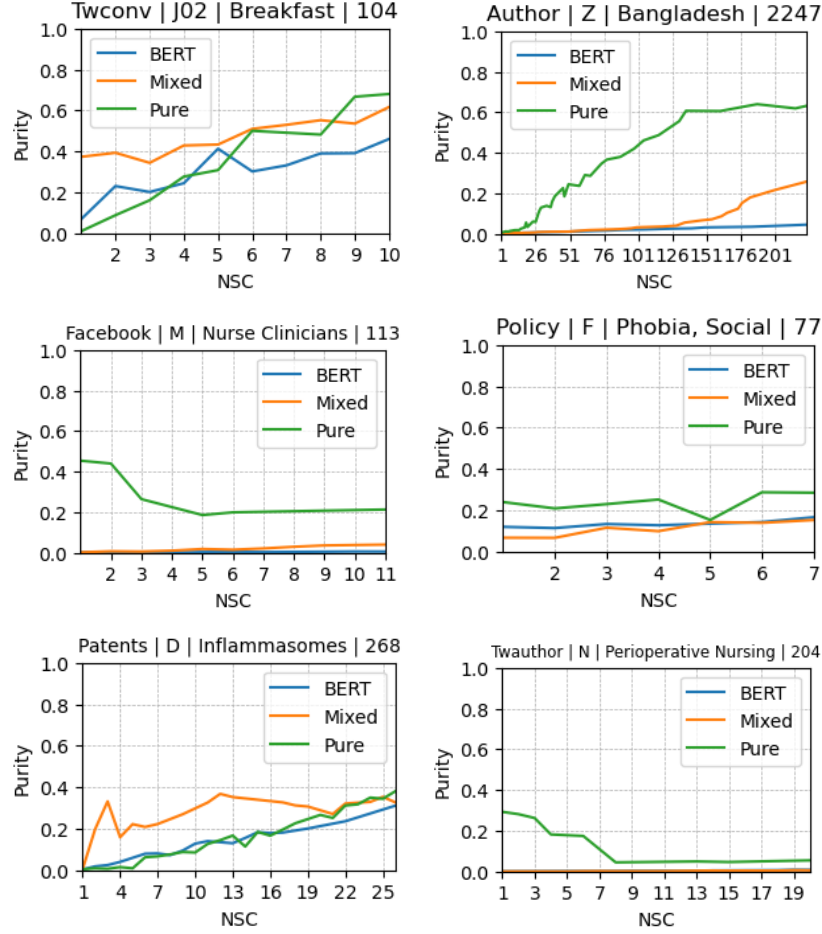 Twconv | J02 | Breakfast | 104
1.0
0.8
0.6
0.4
0.2
0.0
Purity
BERT
Mixed
Pure
2 3 4 5 6 7 8 9 10
NSC
Author | Z | Bangladesh | 2247
1.0
0.8
0.6
0.4
0.2
0.0
Purity
BERT
Mixed
Pure
1 26 51 76 101 126 151 176 201
NSC
Facebook | M | Nurse Clinicians | 113
1.0
0.8
0.6
0.4
0.2
0.0
Purity
BERT
Mixed
Pure
2 3 4 5 6 7 8 9 10 11
NSC
Policy | F | Phobia, Social | 77
1.0
0.8
0.6
0.4
0.2
0.0
Purity
BERT
Mixed
Pure
2 3 4 5 6 7
NSC
Patents | D | Inflammasomes | 268
1.0
0.8
0.6
0.4
0.2
0.0
Purity
BERT
Mixed
Pure
1 4 7 10 13 16 19 22 25
NSC
Twauthor | N | Perioperative Nursing | 204
1.0
0.8
0.6
0.4
0.2
0.0
Purity
BERT
Mixed
Pure
1 3 5 7 9 11 13 15 17 19
NSC